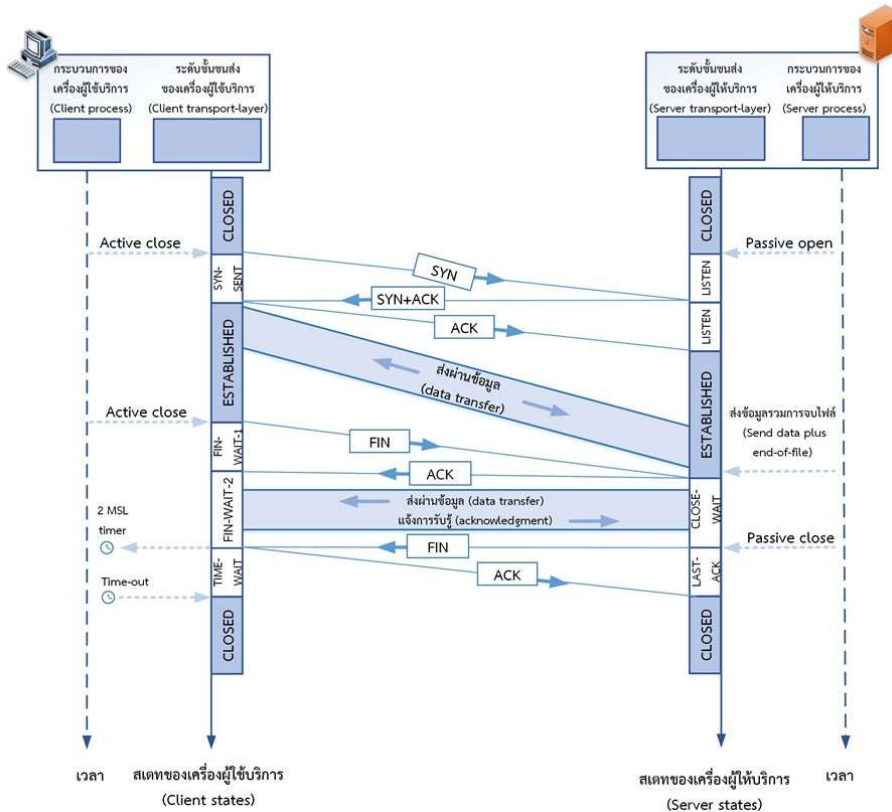 กระบวนการของ
เครื่องผู้ใช้บริการ
(Client process)
ระดับชั้นขนส่ง
ของเครื่องผู้ใช้บริการ
(Client transport-layer)
ระดับชั้นขนส่ง
ของเครื่องผู้ให้บริการ
(Server transport-layer)
กระบวนการของ
เครื่องผู้ให้บริการ
(Server process)
CLOSED
CLOSED
Active close
Passive open
SYN
SYN-
SENT
LISTEN
SYN+ACK
ACK
LISTEN
ESTABLISHED
ส่งผ่านข้อมูล
(data transfer)
ESTABLISHED
Active close
ส่งข้อมูลรวมการจบไฟล์
(Send data plus
end-of-file)
FIN
FIN-
WAIT-1
ACK
FIN-WAIT-2
ส่งผ่านข้อมูล (data transfer)
แจ้งการรับรู้ (acknowledgment)
CLOSE-
WAIT
2 MSL
timer
FIN
Passive close
TIME-
WAIT
ACK
LAST-
ACK
Time-out
CLOSED
CLOSED
เวลา
สเตทของเครื่องผู้ใช้บริการ
(Client states)
สเตทของเครื่องผู้ให้บริการ
(Server states)
เวลา